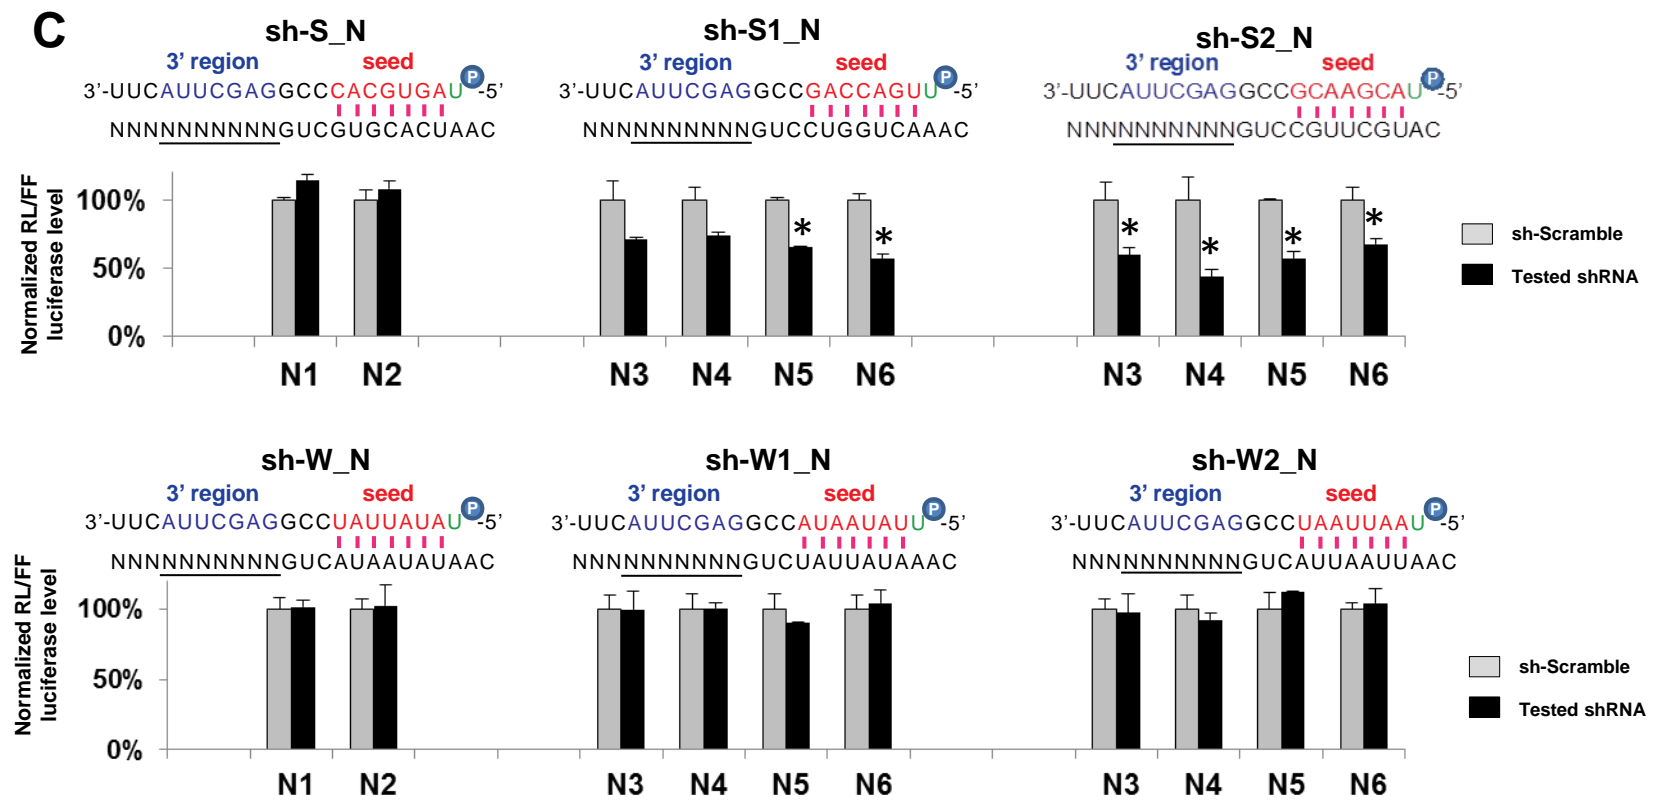 C
sh-S_N
3’ region seed
3’-UUCAUUCGAGGCCCACGUGAU P -5’
NNNNNNNNNNGUCGUGCACUAAC
sh-S1_N
3’ region seed
3’-UUCAUUCGAGGCCGACCAGUU P -5’
NNNNNNNNNNGUCCUGGUCAAAC
sh-S2_N
3’ region seed
3’-UUCAUUCGAGGCCGCAAGCAU P -5’
NNNNNNNNNNGUCCGUUCGUAC
Normalized RL/FF
luciferase level
100%
50%
0%
N1 N2
* *
N3 N4 N5 N6
* * * *
N3 N4 N5 N6
sh-Scramble
Tested shRNA
sh-W_N
3’ region seed
3’-UUCAUUCGAGGCCUAUUAUAU P -5’
NNNNNNNNNNGUCAUAAUAUAAC
sh-W1_N
3’ region seed
3’-UUCAUUCGAGGCCAUAAUAUU P -5’
NNNNNNNNNNGUCUAUUAUAAAC
sh-W2_N
3’ region seed
3’-UUCAUUCGAGGCCUAAUUAAU P -5’
NNNNNNNNNNGUCAUUAAUUAAC
Normalized RL/FF
luciferase level
100%
50%
0%
N1 N2
N3 N4 N5 N6
N3 N4 N5 N6
sh-Scramble
Tested shRNA